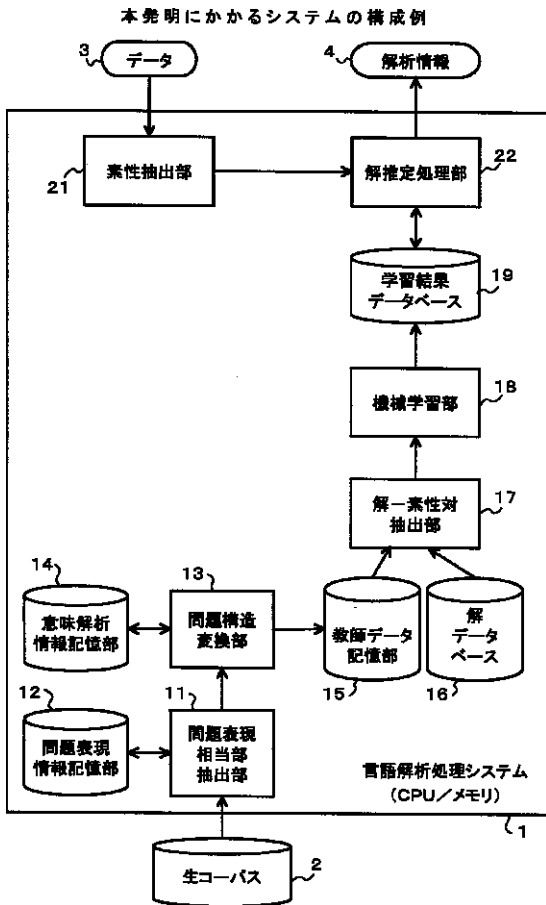 本発明にかかるシステムの構成例
3
データ
4
解析情報
21
素性抽出部
22
解推定処理部
学習結果
データベース
19
機械学習部
18
解－素性対
抽出部
17
14
意味解析
情報記憶部
13
問題構造
変換部
教師データ
記憶部
15
解
データ
ベース
16
12
問題表現
情報記憶部
11
問題表現
相当部
抽出部
言語解析処理システム
(CPU／メモリ)
1
生コーパス
2